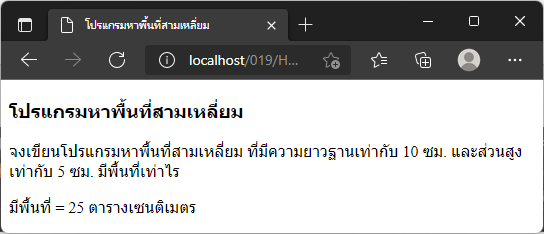 โปรแกรมหาพื้นที่สามเหลี่ยม
localhost/019/H...
โปรแกรมหาพื้นที่สามเหลี่ยม
จงเขียนโปรแกรมหาพื้นที่สามเหลี่ยม ที่มีความยาวฐานเท่ากับ 10 ซม. และส่วนสูง
เท่ากับ 5 ซม. มีพื้นที่เท่าไร
มีพื้นที่ = 25 ตารางเซนติเมตร